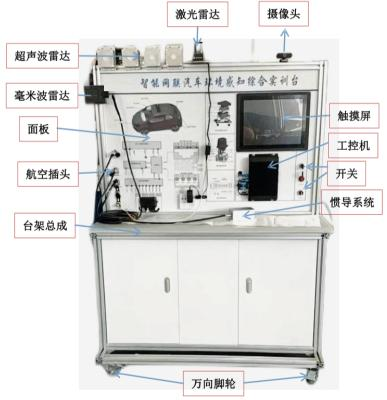 激光雷达
摄像头
超声波雷达
智能网联汽车环境感知综合实训台
毫米波雷达
触摸屏
面板
工控机
航空插头
开关
惯导系统
台架总成
万向脚轮